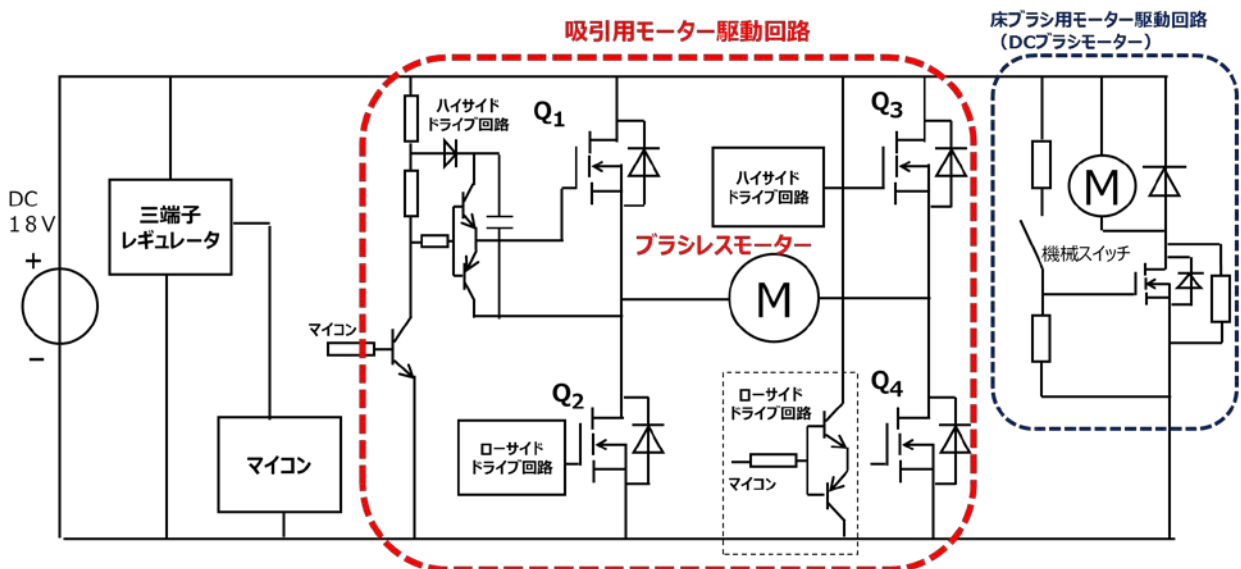 吸引用モーター駆動回路
床ブラシ用モーター駆動回路
（DCブラシモーター）
ハイサイド
ドライブ回路
Q1
Q3
DC
18V
+
−
三端子
レギュレータ
ハイサイド
ドライブ回路
M
機械スイッチ
ブラシレスモーター
M
マイコン
Q2
ローサイド
ドライブ回路
ローサイド
ドライブ回路
Q4
マイコン
マイコン